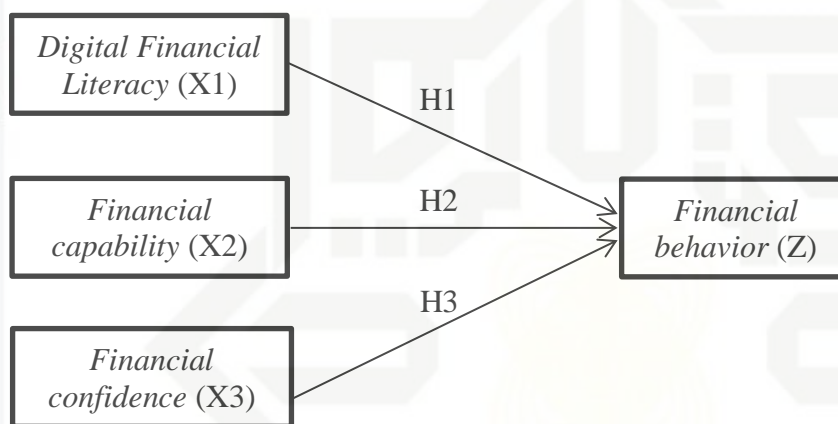 Digital Financial
Literacy (X1)
H1
Financial
capability (X2)
H2
Financial
behavior (Z)
H3
Financial
confidence (X3)